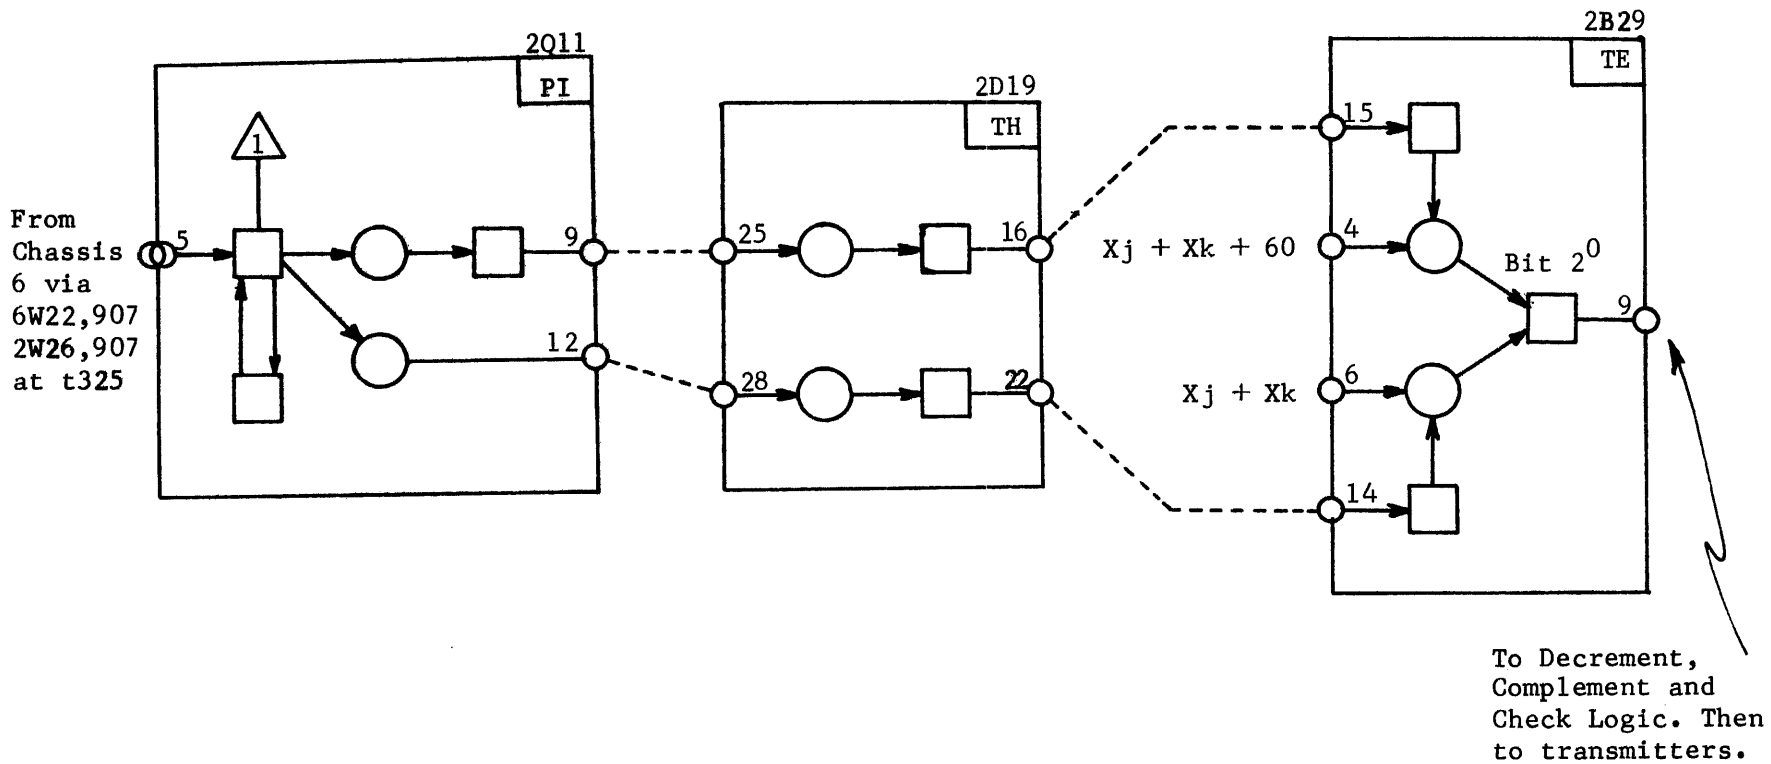 2Q11
PI
1
From
Chassis
6 via
6W22,907
2W26,907
at t325
5
9
12
2D19
TH
25
16
28
22
2B29
TE
15
Xj + Xk + 60
4
Bit 2⁰
9
Xj + Xk
6
14
To Decrement,
Complement and
Check Logic. Then
to transmitters.